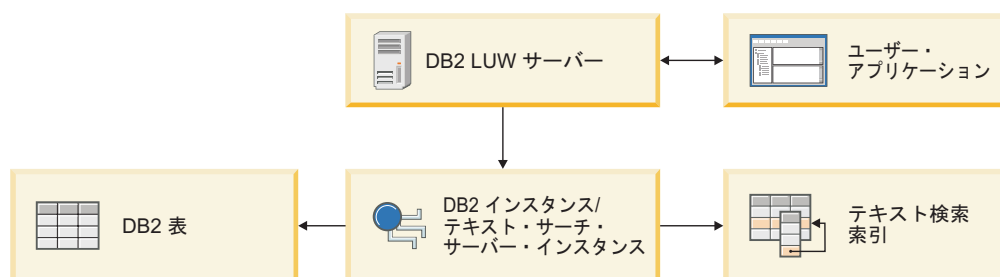 DB2 LUW サーバー
ユーザー・
アプリケーション
DB2 表
DB2 インスタンス/
テキスト・サーチ・
サーバー・インスタンス
テキスト検索
索引